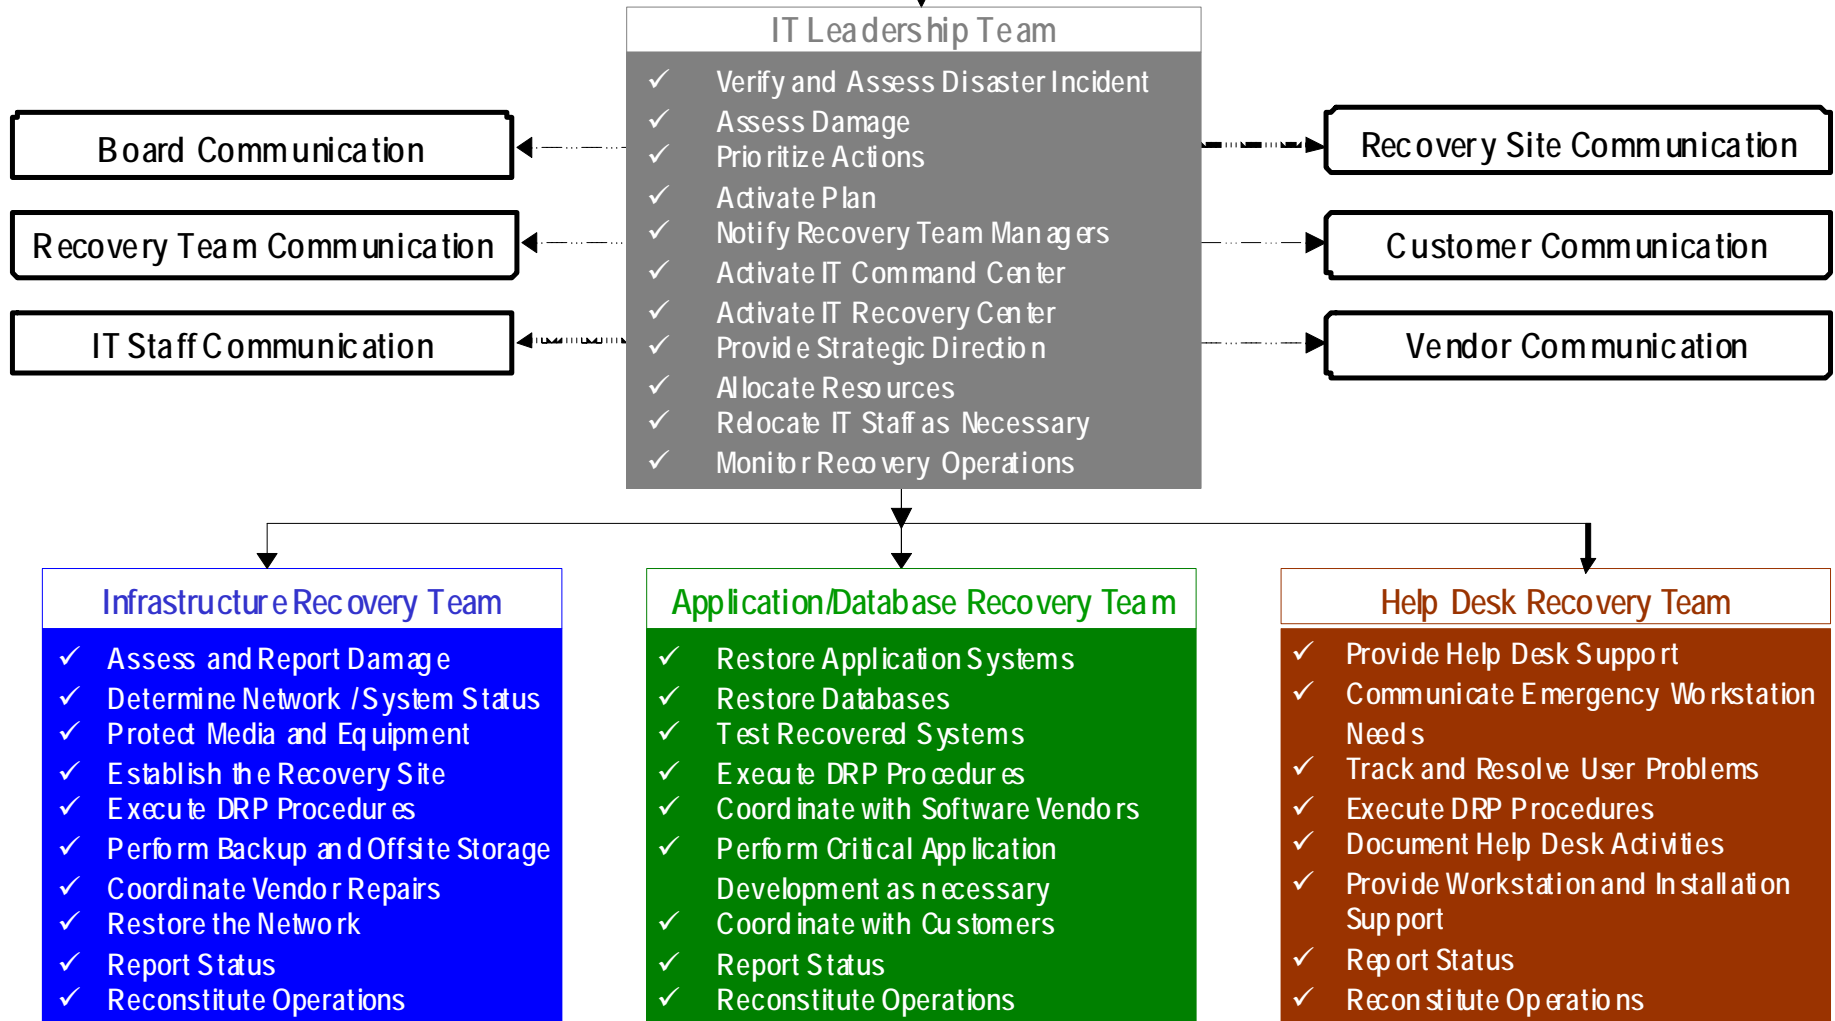 IT Leadership Team
✓ Verify and Assess Disaster Incident
✓ Assess Damage
✓ Prioritize Actions
✓ Activate Plan
✓ Notify Recovery Team Managers
✓ Activate IT Command Center
✓ Activate IT Recovery Center
✓ Provide Strategic Direction
✓ Allocate Resources
✓ Relocate IT Staff as Necessary
✓ Monitor Recovery Operations
Board Communication
Recovery Team Communication
IT Staff Communication
Recovery Site Communication
Customer Communication
Vendor Communication
Infrastructure Recovery Team
✓ Assess and Report Damage
✓ Determine Network / System Status
✓ Protect Media and Equipment
✓ Establish the Recovery Site
✓ Execute DRP Procedures
✓ Perform Backup and Offsite Storage
✓ Coordinate Vendor Repairs
✓ Restore the Network
✓ Report Status
✓ Reconstitute Operations
Application/Database Recovery Team
✓ Restore Application Systems
✓ Restore Databases
✓ Test Recovered Systems
✓ Execute DRP Procedures
✓ Coordinate with Software Vendors
✓ Perform Critical Application
Development as necessary
✓ Coordinate with Customers
✓ Report Status
✓ Reconstitute Operations
Help Desk Recovery Team
✓ Provide Help Desk Support
✓ Communicate Emergency Workstation
Needs
✓ Track and Resolve User Problems
✓ Execute DRP Procedures
✓ Document Help Desk Activities
✓ Provide Workstation and Installation
Support
✓ Report Status
✓ Reconstitute Operations